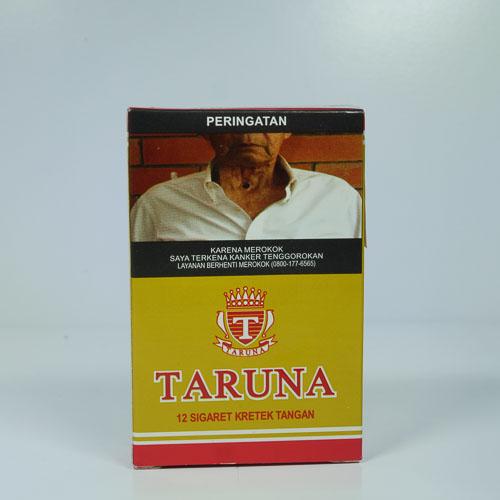 PERINGATAN
KARENA MEROKOK
SAYA TERKENA KANKER TENGGOROKAN
LAYANAN BERHENTI MEROKOK (0800-177-6565)
T
TARUNA
TARUNA
12 SIGARET KRETEK TANGAN